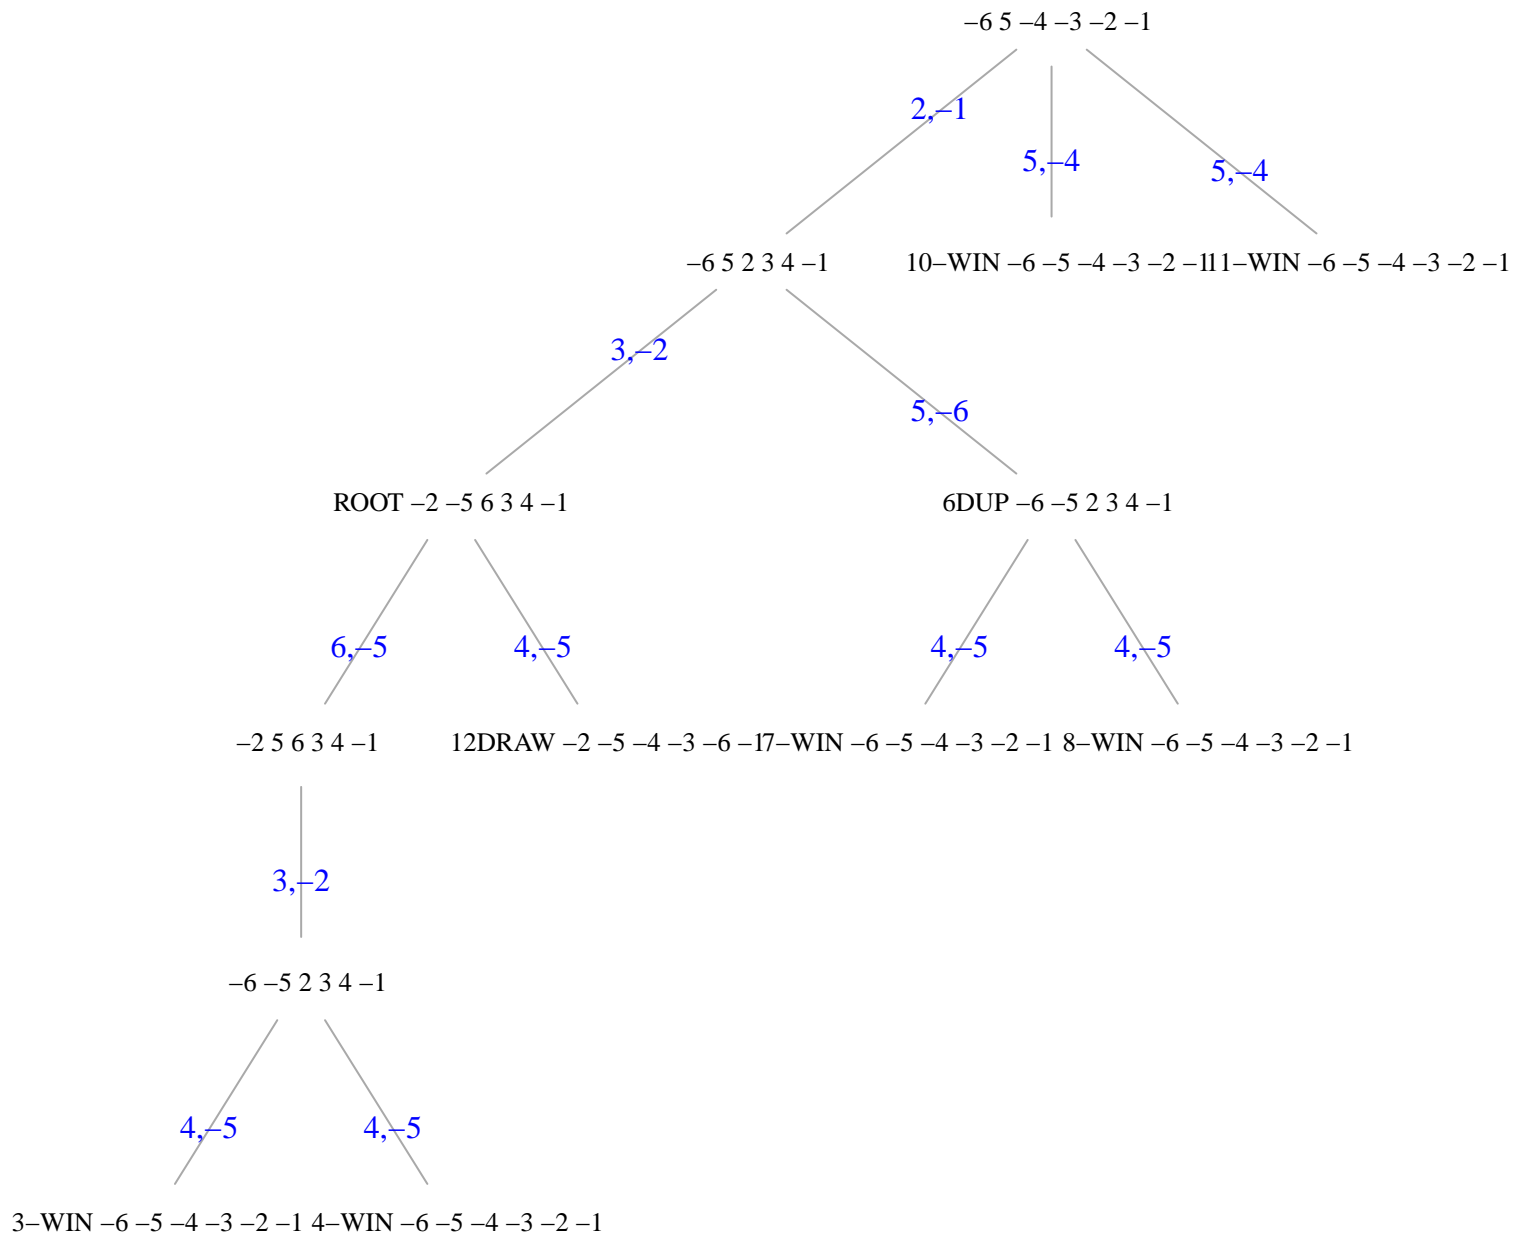 –6 5 –4 –3 –2 –1
2,–1
5,–4
5,–4
–6 5 2 3 4 –1
10–WIN –6 –5 –4 –3 –2 –1
11–WIN –6 –5 –4 –3 –2 –1
3,–2
5,–6
ROOT –2 –5 6 3 4 –1
6DUP –6 –5 2 3 4 –1
6,–5
4,–5
4,–5
4,–5
–2 5 6 3 4 –1
12DRAW –2 –5 –4 –3 –6 –1
7–WIN –6 –5 –4 –3 –2 –1
8–WIN –6 –5 –4 –3 –2 –1
3,–2
–6 –5 2 3 4 –1
4,–5
4,–5
3–WIN –6 –5 –4 –3 –2 –1
4–WIN –6 –5 –4 –3 –2 –1